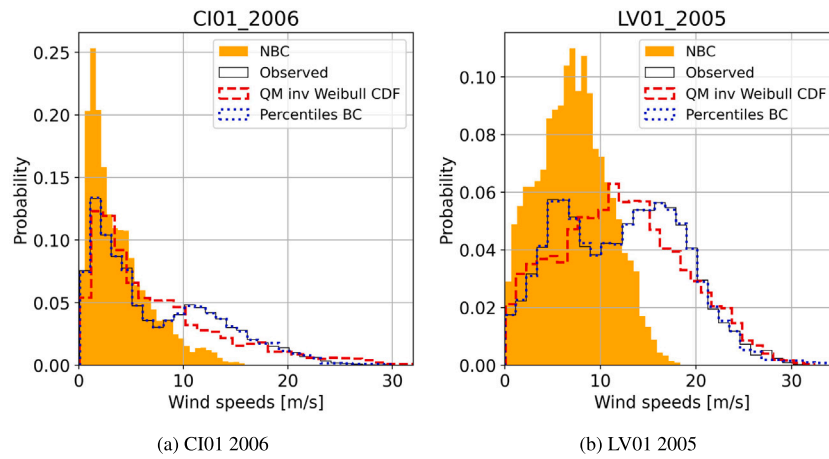 CI01_2006
NBC
Observed
QM inv Weibull CDF
Percentiles BC
Probability
0.25
0.20
0.15
0.10
0.05
0.00
0
10
20
30
Wind speeds [m/s]
(a) CI01 2006
LV01_2005
NBC
Observed
QM inv Weibull CDF
Percentiles BC
Probability
0.10
0.08
0.06
0.04
0.02
0.00
0
10
20
30
Wind speeds [m/s]
(b) LV01 2005